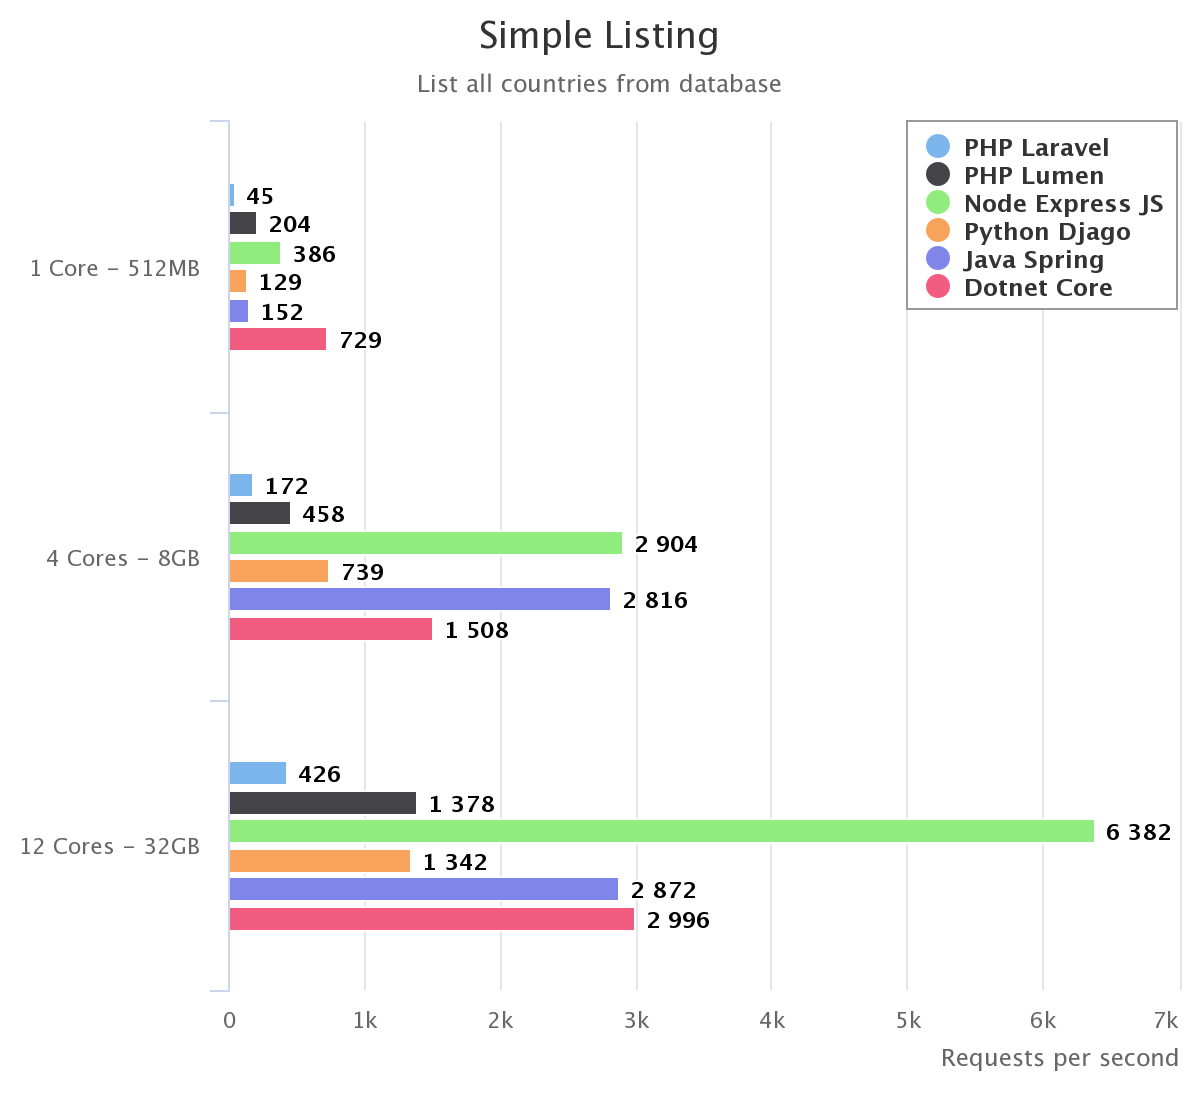 Simple Listing
List all countries from database
PHP Laravel
PHP Lumen
Node Express JS
Python Djago
Java Spring
Dotnet Core
1 Core – 512MB
45
204
386
129
152
729
4 Cores – 8GB
172
458
2 904
739
2 816
1 508
12 Cores – 32GB
426
1 378
6 382
1 342
2 872
2 996
0 1k 2k 3k 4k 5k 6k 7k
Requests per second